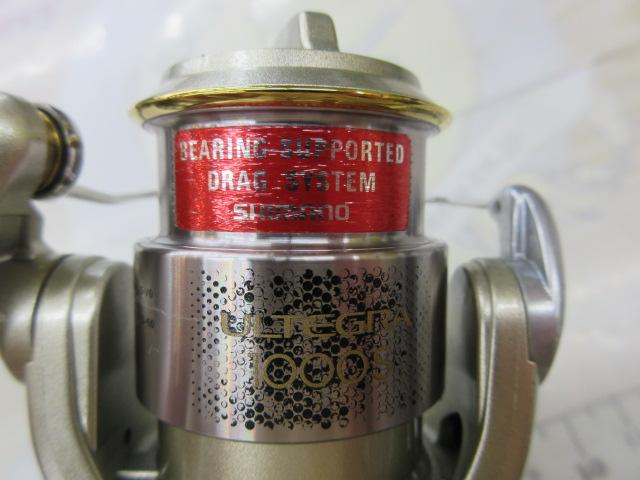 BEARING-SUPPORTED
DRAG SYSTEM
SHIMANO
ULTEGRA
1000S